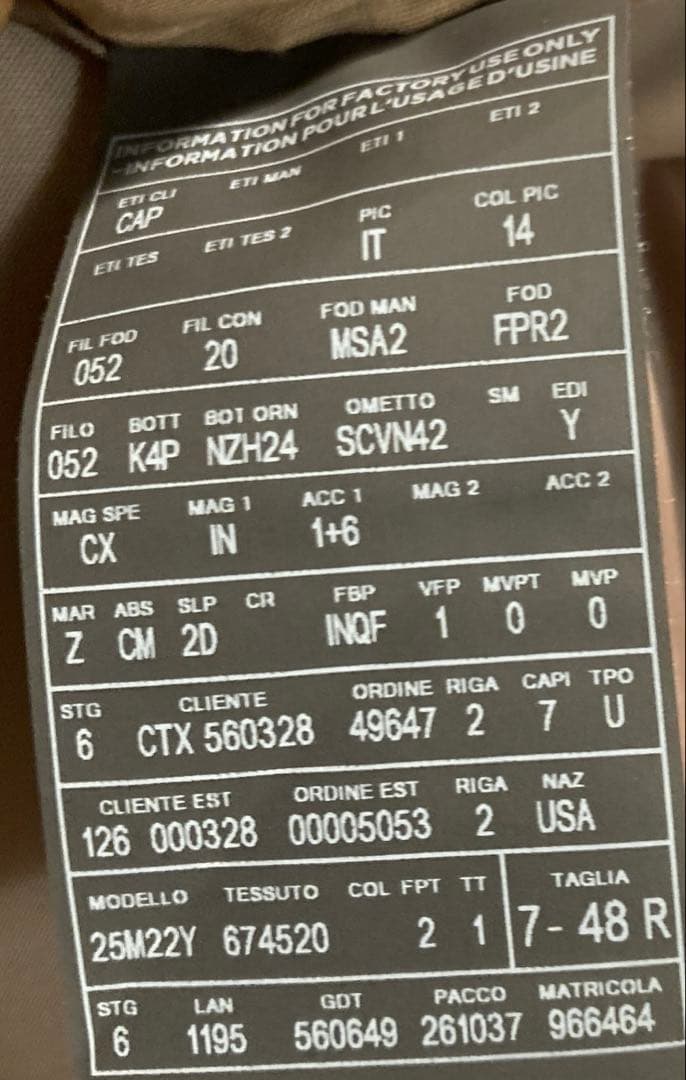 INFORMATION FOR FACTORY USE ONLY
-INFORMATION POUR L'USAGE D'USINE
ETI CLI ETI MAN ETI 1 ETI 2
CAP
ETI TES ETI TES 2 PIC COL PIC
IT 14
FIL FOD FIL CON FOD MAN FOD
052 20 MSA2 FPR2
FILO BOTT BOT ORN OMETTO SM EDI
052 K4P NZH24 SCVN42 Y
MAG SPE MAG 1 ACC 1 MAG 2 ACC 2
CX IN 1+6
MAR ABS SLP CR FBP VFP MVPT MVP
Z CM 2D INQF 1 0 0
STG CLIENTE ORDINE RIGA CAPI TPO
6 CTX 560328 49647 2 7 U
CLIENTE EST ORDINE EST RIGA NAZ
126 000328 00005053 2 USA
MODELLO TESSUTO COL FPT TT TAGLIA
25M22Y 674520 2 1 7- 48 R
STG LAN GDT PACCO MATRICOLA
6 1195 560649 261037 966464